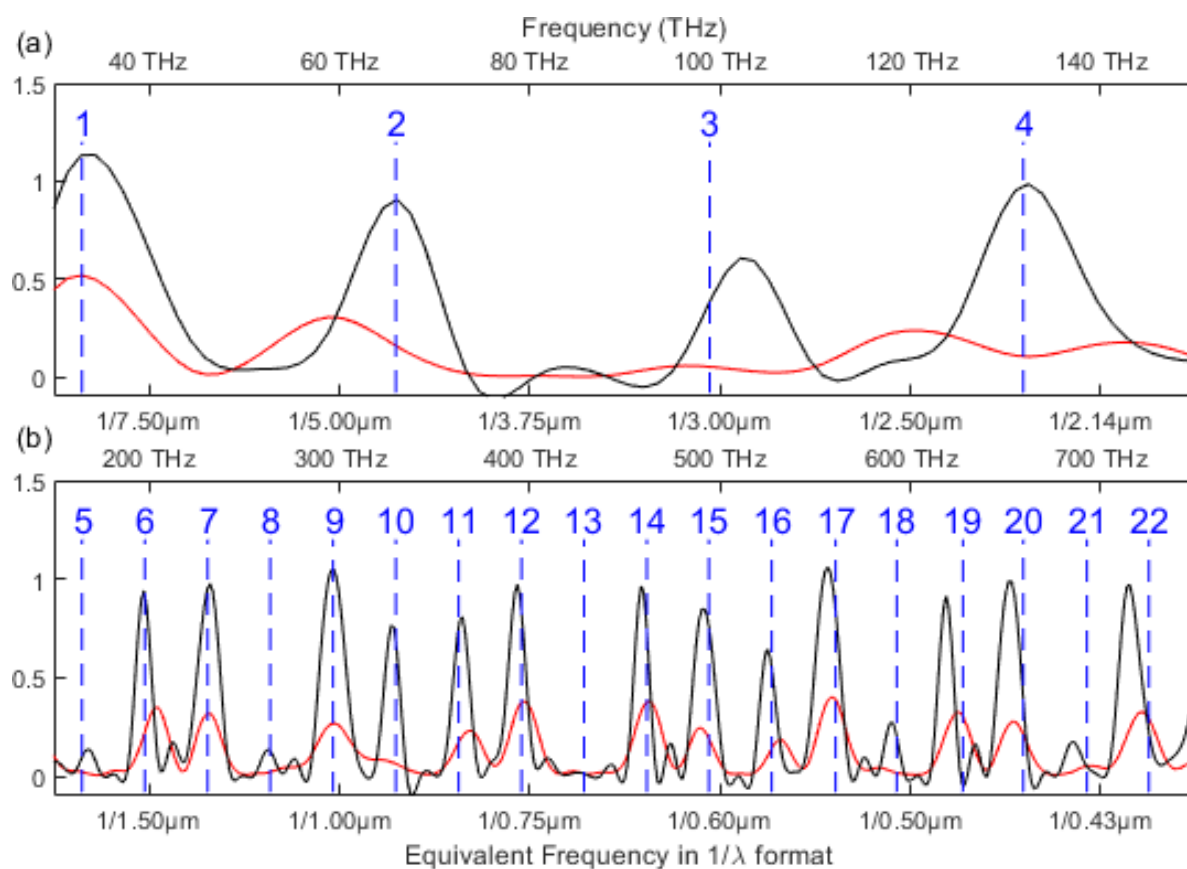 Frequency (THz)
(a)
40 THz 60 THz 80 THz 100 THz 120 THz 140 THz
1.5
1 2 3 4
1
0.5
0
1/7.50µm 1/5.00µm 1/3.75µm 1/3.00µm 1/2.50µm 1/2.14µm
(b)
200 THz 300 THz 400 THz 500 THz 600 THz 700 THz
1.5
5 6 7 8 9 10 11 12 13 14 15 16 17 18 19 20 21 22
1
0.5
0
1/1.50µm 1/1.00µm 1/0.75µm 1/0.60µm 1/0.50µm 1/0.43µm
Equivalent Frequency in 1/λ format